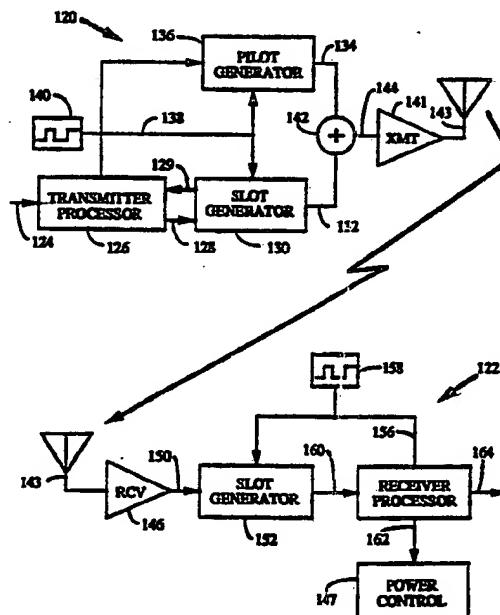 120
136
PILOT
GENERATOR
134
140
138
142
+
144
141
XMT
143
129
TRANSMITTER
PROCESSOR
SLOT
GENERATOR
132
124
126
128
130
158
122
143
150
RCV
146
SLOT
GENERATOR
152
160
156
RECEIVER
PROCESSOR
164
162
147
POWER
CONTROL